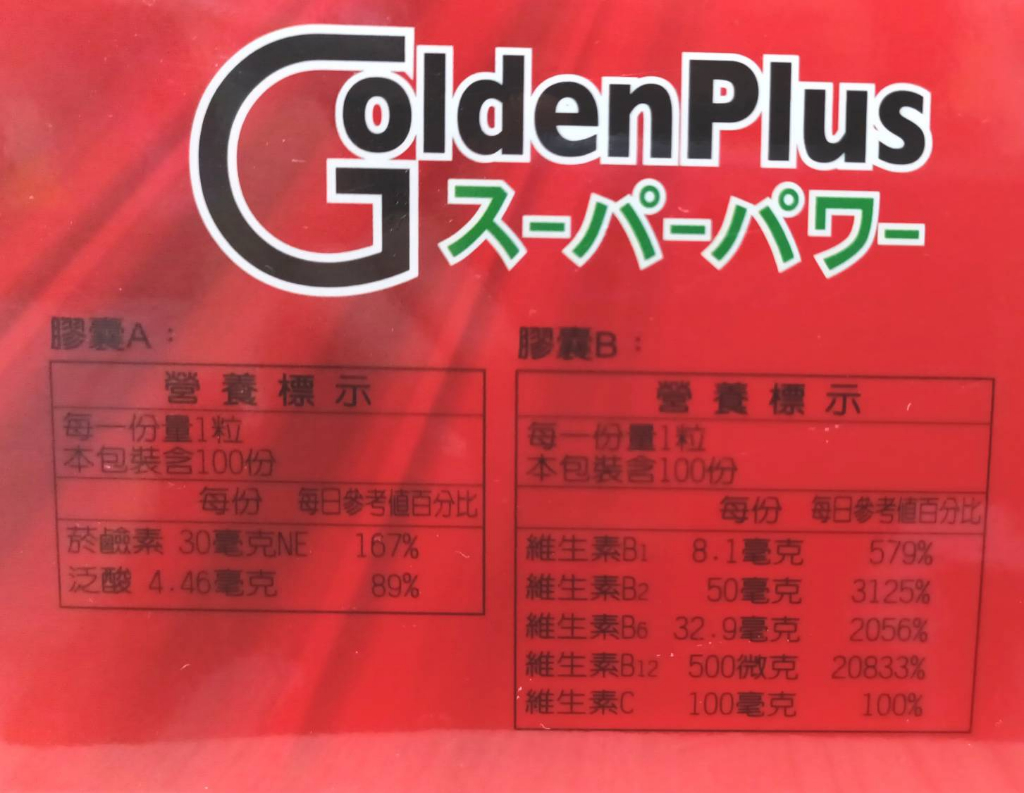 GoldenPlus
スーパーパワー
膠囊A：
營養標示
每一份量1粒
本包裝含100份
每份 每日參考值百分比
菸鹼素 30毫克NE 167%
泛酸 4.46毫克 89%
膠囊B：
營養標示
每一份量1粒
本包裝含100份
每份 每日參考值百分比
維生素B1 8.1毫克 579%
維生素B2 50毫克 3125%
維生素B6 32.9毫克 2056%
維生素B12 500微克 20833%
維生素C 100毫克 100%